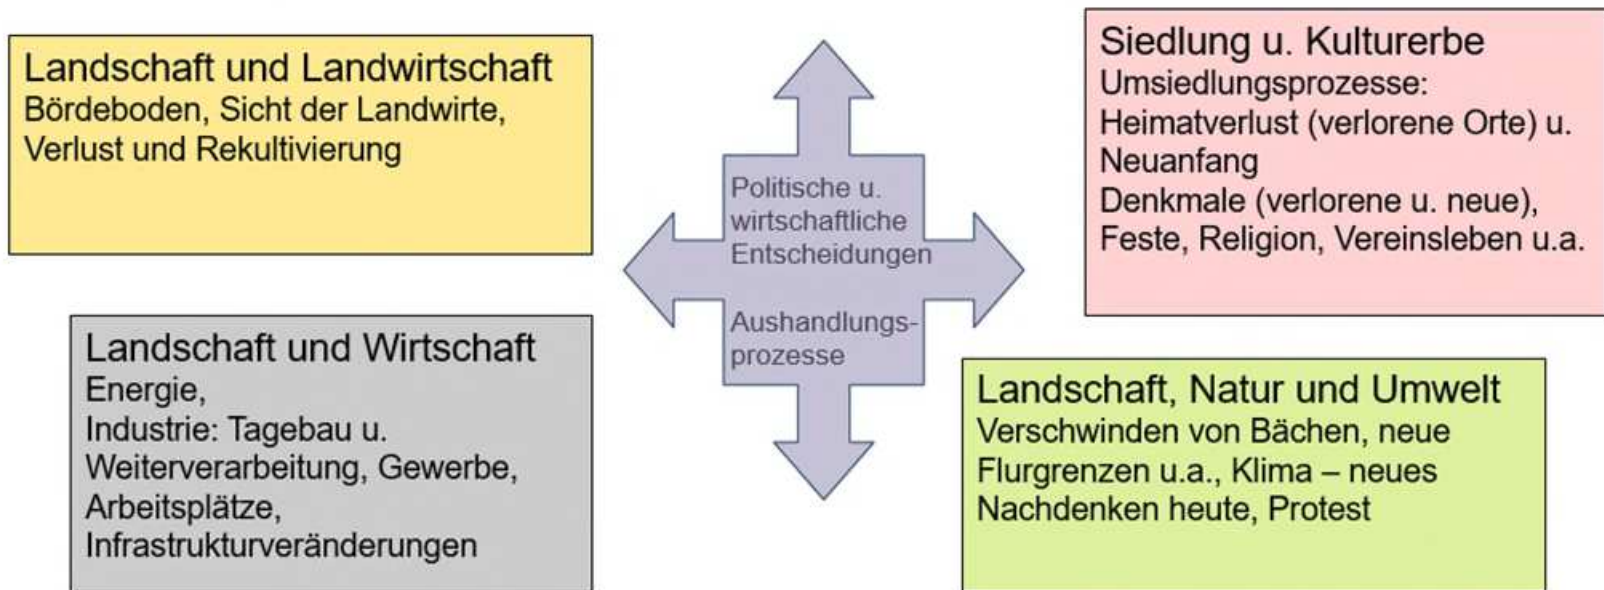 Landschaft und Landwirtschaft
Bördeboden, Sicht der Landwirte,
Verlust und Rekultivierung
Landschaft und Wirtschaft
Energie,
Industrie: Tagebau u.
Weiterverarbeitung, Gewerbe,
Arbeitsplätze,
Infrastrukturveränderungen
Politische u.
wirtschaftliche
Entscheidungen
Aushandlungs-
prozesse
Siedlung u. Kulturerbe
Umsiedlungsprozesse:
Heimatverlust (verlorene Orte) u.
Neuanfang
Denkmale (verlorene u. neue),
Feste, Religion, Vereinsleben u.a.
Landschaft, Natur und Umwelt
Verschwinden von Bächen, neue
Flurgrenzen u.a., Klima – neues
Nachdenken heute, Protest